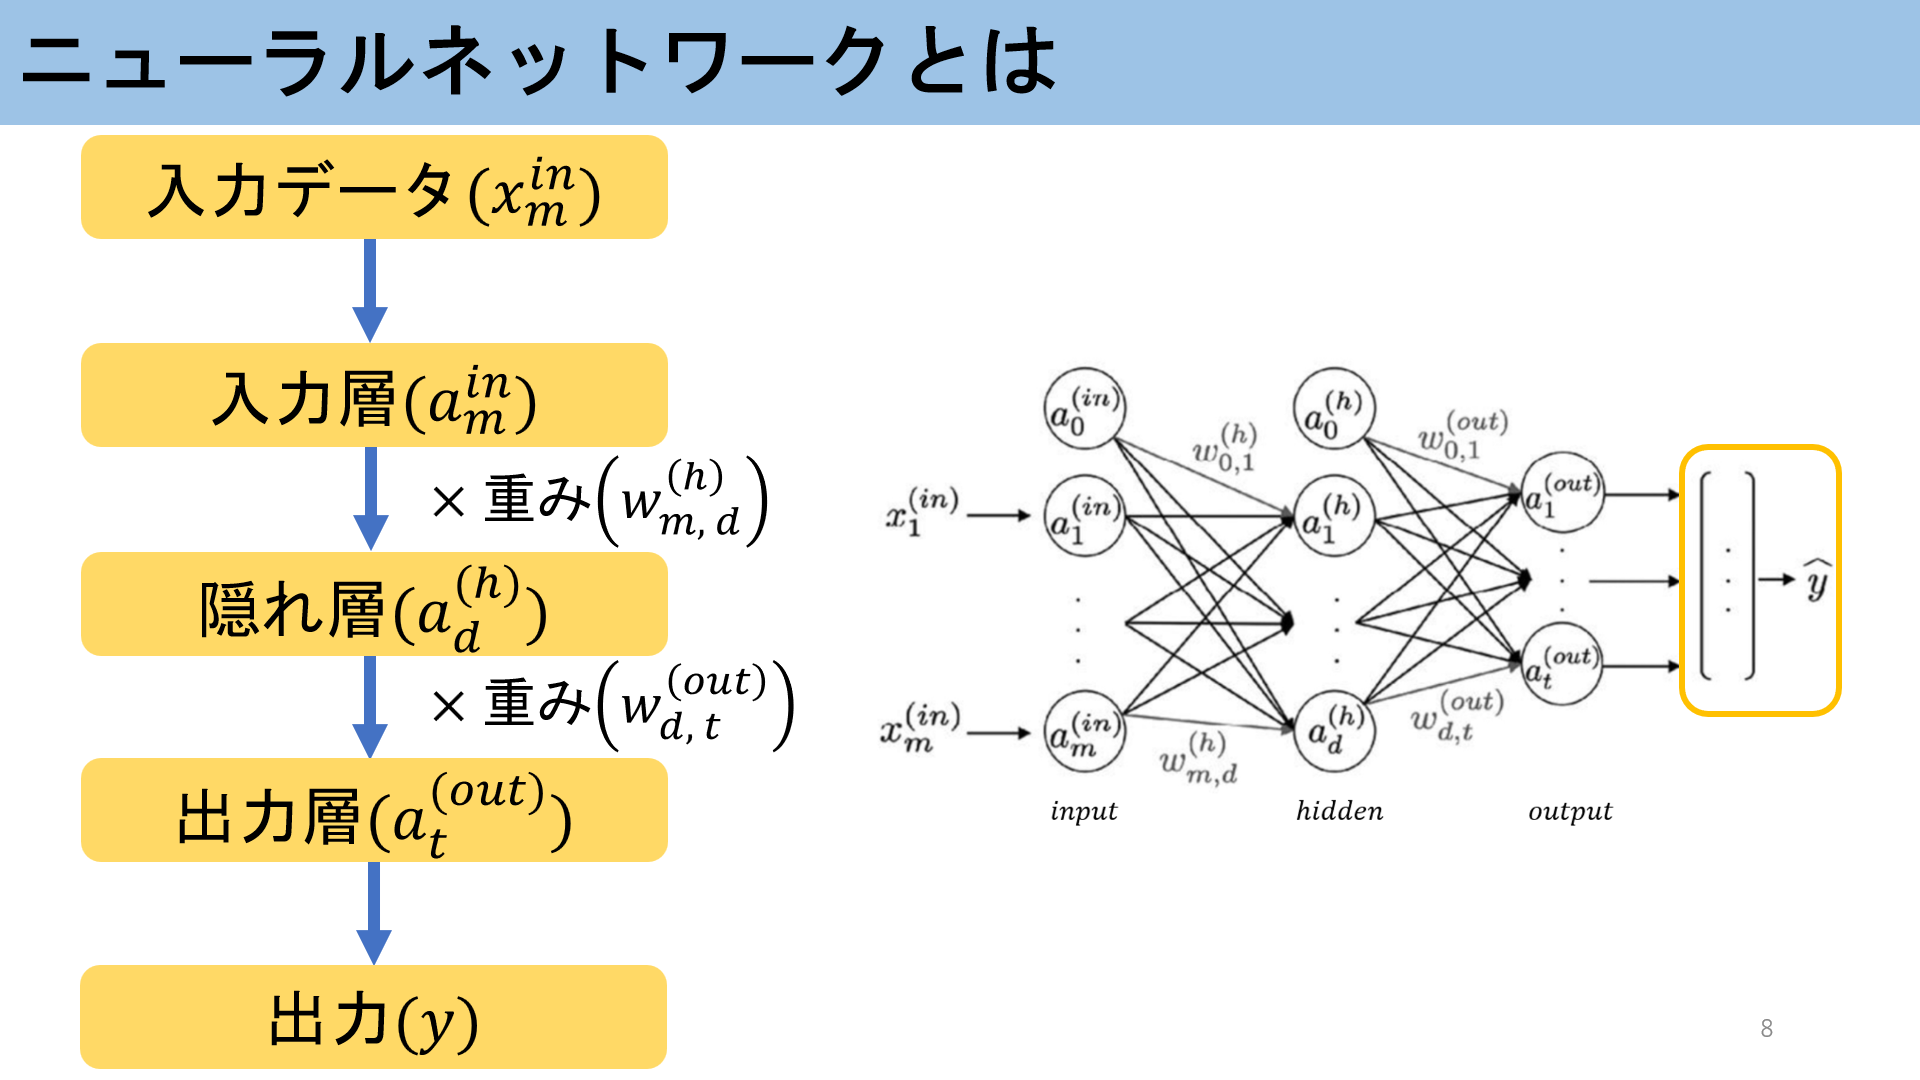 ニューラルネットワークとは
入力データ(x_m^{in})
入力層(a_m^{in})
× 重み(w_{m,d}^{(h)})
隠れ層(a_d^{(h)})
× 重み(w_{d,t}^{(out)})
出力層(a_t^{(out)})
出力(y)
a_0^{(in)}
a_0^{(h)}
w_{0,1}^{(h)}
w_{0,1}^{(out)}
x_1^{(in)}
a_1^{(in)}
a_1^{(h)}
a_1^{(out)}
ŷ
x_m^{(in)}
a_m^{(in)}
a_d^{(h)}
a_t^{(out)}
w_{m,d}^{(h)}
w_{d,t}^{(out)}
input
hidden
output
8